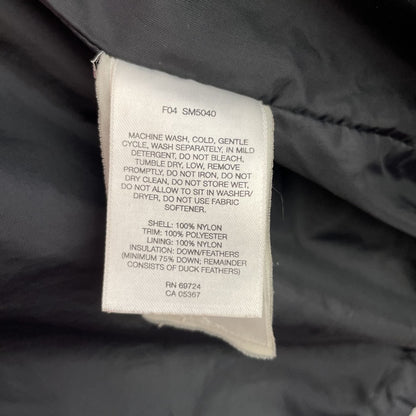 F04 SM5040
MACHINE WASH, COLD, GENTLE
CYCLE, WASH SEPARATELY, IN MILD
DETERGENT, DO NOT BLEACH,
TUMBLE DRY, LOW, REMOVE
PROMPTLY, DO NOT IRON, DO NOT
DRY CLEAN, DO NOT STORE WET,
DO NOT ALLOW TO SIT IN WASHER/
DRYER, DO NOT USE FABRIC
SOFTENER.
SHELL: 100% NYLON
TRIM: 100% POLYESTER
LINING: 100% NYLON
INSULATION: DOWN/FEATHERS
(MINIMUM 75% DOWN; REMAINDER
CONSISTS OF DUCK FEATHERS)
RN 69724
CA 05367